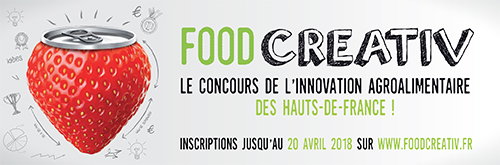 FOOD CREATIV
LE CONCOURS DE L'INNOVATION AGROALIMENTAIRE
DES HAUTS-DE-FRANCE !
INSCRIPTIONS JUSQU'AU 20 AVRIL 2018 SUR WWW.FOODCREATIV.FR